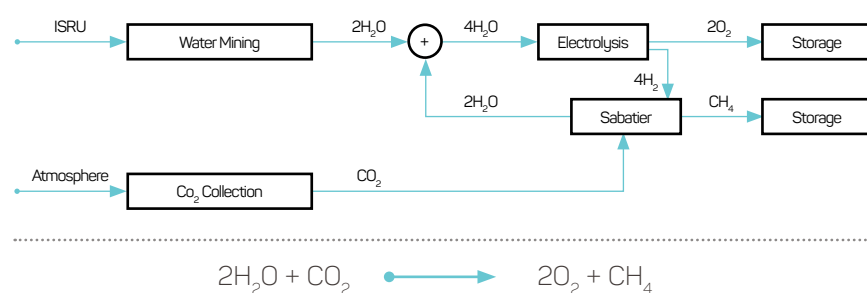 ISRU
Water Mining
2H₂O
+
4H₂O
Electrolysis
2O₂
Storage
4H₂
2H₂O
Sabatier
CH₄
Storage
Atmosphere
Co₂ Collection
CO₂
2H₂O + CO₂
2O₂ + CH₄